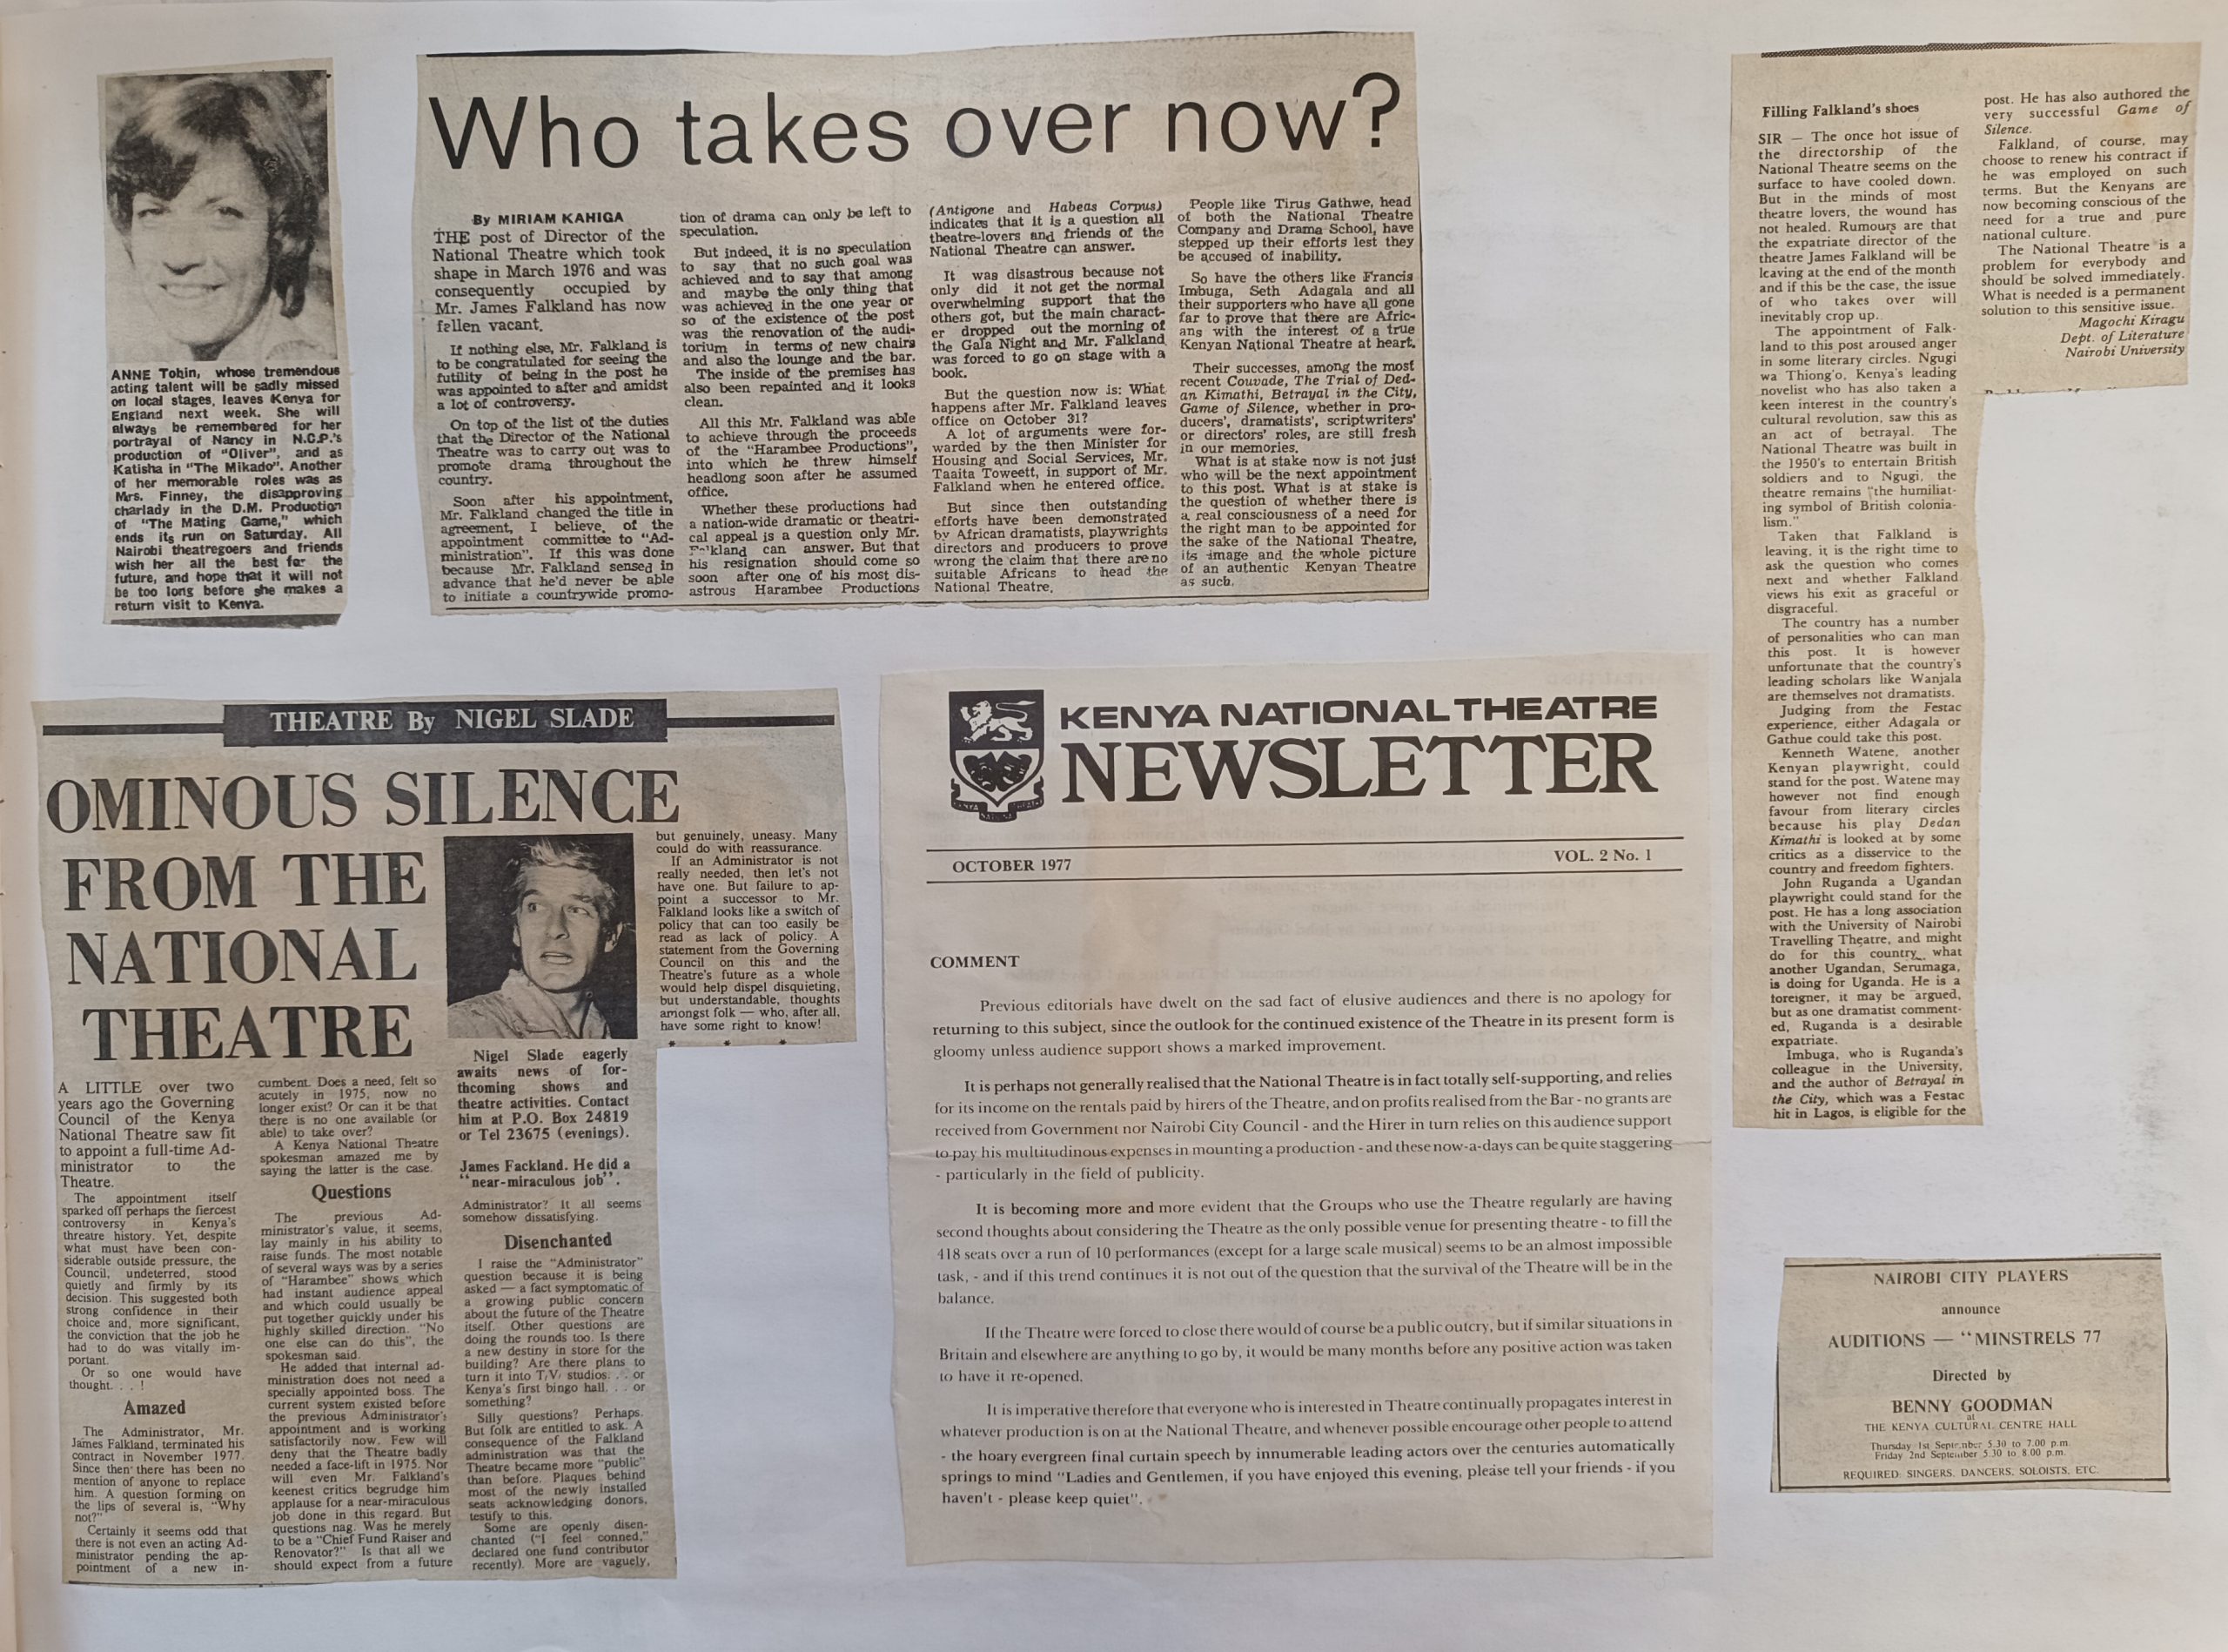 ANNE Tobin, whose tremendous
acting talent will be sadly missed
on local stages, leaves Kenya for
England next week. She will
always be remembered for her
portrayal of Nancy in N.C.P.'s
production of "Oliver", and as
Katisha in "The Mikado". Another
of her memorable roles was as
Mrs. Finney, the disapproving
charlady in the D.M. Production
of "The Mating Game," which
ends its run on Saturday. All
Nairobi theatregoers and friends
wish her all the best for the
future, and hope that it will not
be too long before she makes a
return visit to Kenya.
Who takes over now?
By MIRIAM KAHIGA
THE post of Director of the
National Theatre which took
shape in March 1976 and was
consequently occupied by
Mr. James Falkland has now
fellen vacant.
If nothing else, Mr. Falkland is
to be congratulated for seeing the
futility of being in the post he
was appointed to after and amidst
a lot of controversy.
On top of the list of the duties
that the Director of the National
Theatre was to carry out was to
promote drama throughout the
country.
Soon after his appointment,
Mr. Falkland changed the title in
agreement, I believe, of the
appointment committee to "Ad-
ministration". If this was done
because Mr. Falkland sensed in
advance that he'd never be able
to initiate a countrywide promo-
tion of drama can only be left to
speculation.
But indeed, it is no speculation
to say that no such goal was
achieved and to say that among
and maybe the only thing that
was achieved in the one year or
so of the existence of the post
was the renovation of the audi-
torium in terms of new chairs
and also the lounge and the bar.
The inside of the premises has
also been repainted and it looks
clean.
All this Mr. Falkland was able
to achieve through the proceeds
of the "Harambee Productions",
into which he threw himself
headlong soon after he assumed
office.
Whether these productions had
a nation-wide dramatic or theatri-
cal appeal is a question only Mr.
Falkland can answer. But that
his resignation should come so
soon after one of his most dis-
astrous Harambee Productions
(Antigone and Habeas Corpus)
indicates that it is a question all
theatre-lovers and friends of the
National Theatre can answer.
It was disastrous because not
only did it not get the normal
overwhelming support that the
others got, but the main charact-
er dropped out the morning of
the Gala Night and Mr. Falkland
was forced to go on stage with a
book.
But the question now is: What
happens after Mr. Falkland leaves
office on October 31?
A lot of arguments were for-
warded by the then Minister for
Housing and Social Services, Mr.
Taaita Toweett, in support of Mr.
Falkland when he entered office.
But since then outstanding
efforts have been demonstrated
by African dramatists, playwrights
directors and producers to prove
wrong the claim that there are no
suitable Africans to head the
National Theatre.
People like Tirus Gathwe, head
of both the National Theatre
Company and Drama School, have
stepped up their efforts lest they
be accused of inability.
So have the others like Francis
Imbuga, Seth Adagala and all
their supporters who have all gone
far to prove that there are Afric-
ans with the interest of a true
Kenyan National Theatre at heart.
Their successes, among the most
recent Couvade, The Trial of Ded-
an Kimathi, Betrayal in the City,
Game of Silence, whether in pro-
ducers', dramatists', scriptwriters'
or directors' roles, are still fresh
in our memories.
What is at stake now is not just
who will be the next appointment
to this post. What is at stake is
the question of whether there is
a real consciousness of a need for
the right man to be appointed for
the sake of the National Theatre,
its image and the whole picture
of an authentic Kenyan Theatre
as such.
Filling Falkland's shoes
SIR — The once hot issue of
the directorship of the
National Theatre seems on the
surface to have cooled down.
But in the minds of most
theatre lovers, the wound has
not healed. Rumours are that
the expatriate director of the
theatre James Falkland will be
leaving at the end of the month
and if this be the case, the issue
of who takes over will
inevitably crop up.
The appointment of Falk-
land to this post aroused anger
in some literary circles. Ngugi
wa Thiong'o, Kenya's leading
novelist who has also taken a
keen interest in the country's
cultural revolution, saw this as
an act of betrayal. The
National Theatre was built in
the 1950's to entertain British
soldiers and to Ngugi, the
theatre remains "the humiliat-
ing symbol of British colonia-
lism."
Taken that Falkland is
leaving, it is the right time to
ask the question who comes
next and whether Falkland
views his exit as graceful or
disgraceful.
The country has a number
of personalities who can man
this post. It is however
unfortunate that the country's
leading scholars like Wanjala
are themselves not dramatists.
Judging from the Festac
experience, either Adagala or
Gathue could take this post.
Kenneth Watene, another
Kenyan playwright, could
stand for the post. Watene may
however not find enough
favour from literary circles
because his play Dedan
Kimathi is looked at by some
critics as a disservice to the
country and freedom fighters.
John Ruganda a Ugandan
playwright could stand for the
post. He has a long association
with the University of Nairobi
Travelling Theatre, and might
do for this country what
another Ugandan, Serumaga,
is doing for Uganda. He is a
foreigner, it may be argued,
but as one dramatist comment-
ed, Ruganda is a desirable
expatriate.
Imbuga, who is Ruganda's
colleague in the University,
and the author of Betrayal in
the City, which was a Festac
hit in Lagos, is eligible for the
post. He has also authored the
very successful Game of
Silence.
Falkland, of course, may
choose to renew his contract if
he was employed on such
terms. But the Kenyans are
now becoming conscious of the
need for a true and pure
national culture.
The National Theatre is a
problem for everybody and
should be solved immediately.
What is needed is a permanent
solution to this sensitive issue.
Magochi Kiragu
Dept. of Literature
Nairobi University
THEATRE By NIGEL SLADE
OMINOUS SILENCE
FROM THE
NATIONAL
THEATRE
A LITTLE over two
years ago the Governing
Council of the Kenya
National Theatre saw fit
to appoint a full-time Ad-
ministrator to the
Theatre.
The appointment itself
sparked off perhaps the fiercest
controversy in Kenya's
threatre history. Yet, despite
what must have been con-
siderable outside pressure, the
Council, undeterred, stood
quietly and firmly by its
decision. This suggested both
strong confidence in their
choice and, more significant,
the conviction that the job he
had to do was vitally im-
portant.
Or so one would have
thought. . . !
Amazed
The Administrator, Mr.
James Falkland, terminated his
contract in November 1977.
Since then there has been no
mention of anyone to replace
him. A question forming on
the lips of several is, "Why
not?"
Certainly it seems odd that
there is not even an acting Ad-
ministrator pending the ap-
pointment of a new in-
cumbent. Does a need, felt so
acutely in 1975, now no
longer exist? Or can it be that
there is no one available (or
able) to take over?
A Kenya National Theatre
spokesman amazed me by
saying the latter is the case.
Questions
The previous Ad-
ministrator's value, it seems,
lay mainly in his ability to
raise funds. The most notable
of several ways was by a series
of "Harambee" shows which
had instant audience appeal
and which could usually be
put together quickly under his
highly skilled direction. "No
one else can do this", the
spokesman said.
He added that internal ad-
ministration does not need a
specially appointed boss. The
current system existed before
the previous Administrator's
appointment and is working
satisfactorily now. Few will
deny that the Theatre badly
needed a face-lift in 1975. Nor
will even Mr. Falkland's
keenest critics begrudge him
applause for a near-miraculous
job done in this regard. But
questions nag. Was he merely
to be a "Chief Fund Raiser and
Renovator?" Is that all we
should expect from a future
Nigel Slade eagerly
awaits news of for-
thcoming shows and
theatre activities. Contact
him at P.O. Box 24819
or Tel 23675 (evenings).
James Fackland. He did a
"near-miraculous job".
Administrator? It all seems
somehow dissatisfying.
Disenchanted
I raise the "Administrator"
question because it is being
asked — a fact symptomatic of
a growing public concern
about the future of the Theatre
itself. Other questions are
doing the rounds too. Is there
a new destiny in store for the
building? Are there plans to
turn it into T.V. studios. . . or
Kenya's first bingo hall. . . or
something?
Silly questions? Perhaps.
But folk are entitled to ask. A
consequence of the Falkland
administration was that the
Theatre became more "public"
than before. Plaques behind
most of the newly installed
seats acknowledging donors,
testify to this.
Some are openly disen-
chanted ("I feel conned,"
declared one fund contributor
recently). More are vaguely,
but genuinely, uneasy. Many
could do with reassurance.
If an Administrator is not
really needed, then let's not
have one. But failure to ap-
point a successor to Mr.
Falkland looks like a switch of
policy that can too easily be
read as lack of policy. A
statement from the Governing
Council on this and the
Theatre's future as a whole
would help dispel disquieting,
but understandable, thoughts
amongst folk — who, after all,
have some right to know!
KENYA NATIONAL THEATRE
NEWSLETTER
OCTOBER 1977 VOL. 2 No. 1
COMMENT
Previous editorials have dwelt on the sad fact of elusive audiences and there is no apology for
returning to this subject, since the outlook for the continued existence of the Theatre in its present form is
gloomy unless audience support shows a marked improvement.
It is perhaps not generally realised that the National Theatre is in fact totally self-supporting, and relies
for its income on the rentals paid by hirers of the Theatre, and on profits realised from the Bar - no grants are
received from Government nor Nairobi City Council - and the Hirer in turn relies on this audience support
to pay his multitudinous expenses in mounting a production - and these now-a-days can be quite staggering
- particularly in the field of publicity.
It is becoming more and more evident that the Groups who use the Theatre regularly are having
second thoughts about considering the Theatre as the only possible venue for presenting theatre - to fill the
418 seats over a run of 10 performances (except for a large scale musical) seems to be an almost impossible
task, - and if this trend continues it is not out of the question that the survival of the Theatre will be in the
balance.
If the Theatre were forced to close there would of course be a public outcry, but if similar situations in
Britain and elsewhere are anything to go by, it would be many months before any positive action was taken
to have it re-opened.
It is imperative therefore that everyone who is interested in Theatre continually propagates interest in
whatever production is on at the National Theatre, and whenever possible encourage other people to attend
- the hoary evergreen final curtain speech by innumerable leading actors over the centuries automatically
springs to mind "Ladies and Gentlemen, if you have enjoyed this evening, please tell your friends - if you
haven't - please keep quiet".
NAIROBI CITY PLAYERS
announce
AUDITIONS — "MINSTRELS 77
Directed by
BENNY GOODMAN
at
THE KENYA CULTURAL CENTRE HALL
Thursday 1st September 5.30 to 7.00 p.m.
Friday 2nd September 5.30 to 8.00 p.m.
REQUIRED: SINGERS, DANCERS, SOLOISTS, ETC.